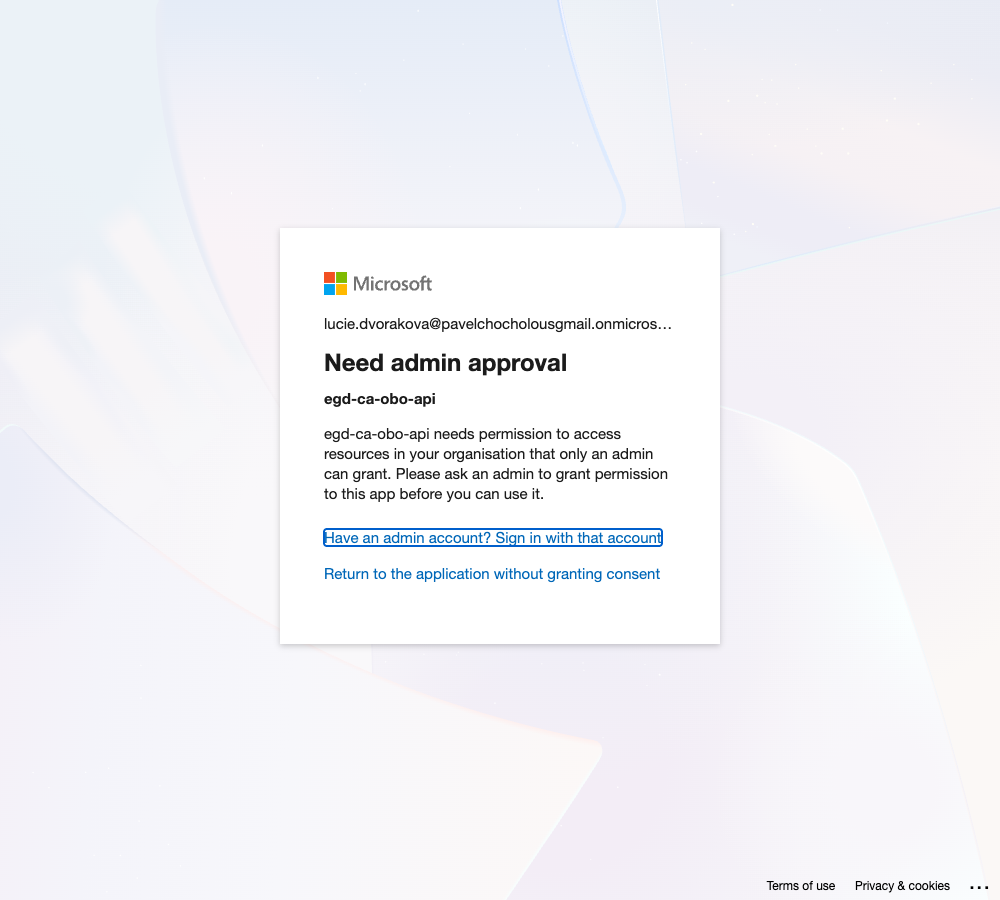 Microsoft
lucie.dvorakova@pavelchocholousgmail.onmicros...
Need admin approval
egd-ca-obo-api
egd-ca-obo-api needs permission to access
resources in your organisation that only an admin
can grant. Please ask an admin to grant permission
to this app before you can use it.
Have an admin account? Sign in with that account
Return to the application without granting consent
Terms of use Privacy & cookies ...